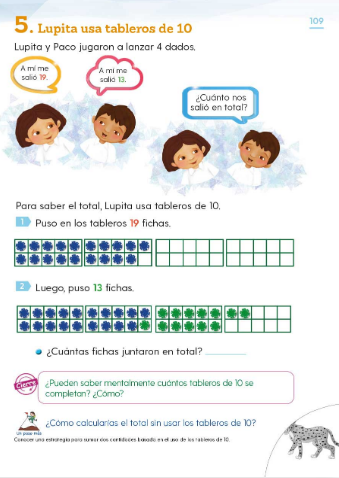 5. Lupita usa tableros de 10
109
Lupita y Paco jugaron a lanzar 4 dados.
A mí me
salió 19.
A mí me
salió 13.
¿Cuánto nos
salió en total?
Para saber el total, Lupita usa tableros de 10.
1 Puso en los tableros 19 fichas.
2 Luego, puso 13 fichas.
¿Cuántas fichas juntaron en total?
Cierre
¿Pueden saber mentalmente cuántos tableros de 10 se
completan? ¿Cómo?
Un paso más
¿Cómo calcularías el total sin usar los tableros de 10?
Conocer una estrategia para sumar dos cantidades basada en el uso de los tableros de 10.